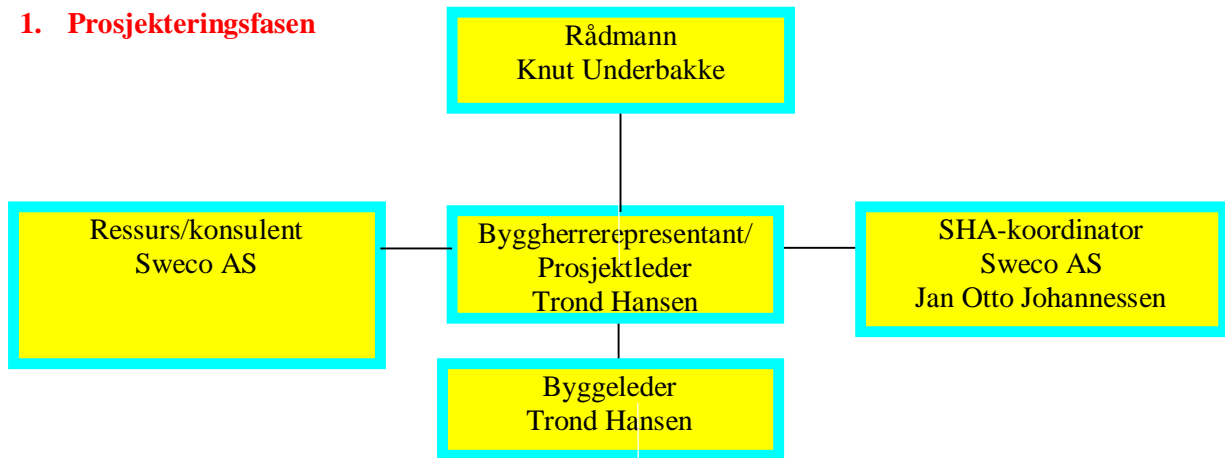 1. Prosjekteringsfasen
Rådmann
Knut Underbakke
Ressurs/konsulent
Sweco AS
Byggherrerepresentant/
Prosjektleder
Trond Hansen
SHA-koordinator
Sweco AS
Jan Otto Johannessen
Byggeleder
Trond Hansen